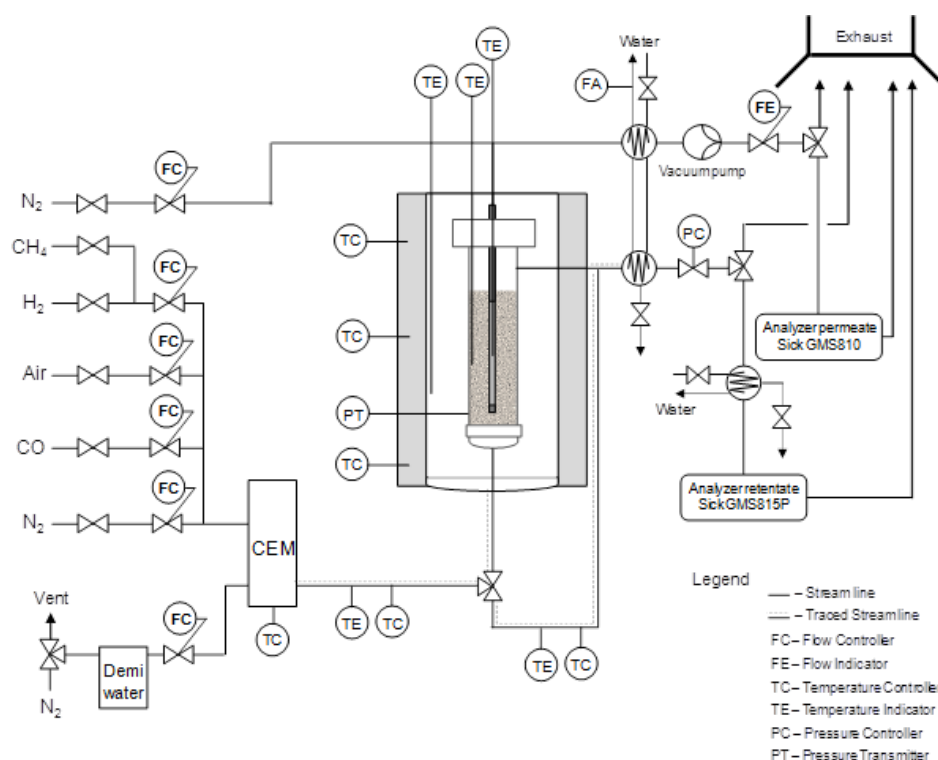 TE
Water
Exhaust
TE
TE
FA
FE
FC
Vacuum pump
N₂
CH₄
FC
TC
PC
H₂
FC
Analyzer permeate
Sick GMS810
Air
TC
FC
Water
PT
CO
TC
FC
Analyzer retentate
Sick GMS815P
N₂
CEM
Legend
Vent
– Stream line
– Traced Streamline
FC
TE
TC
FC – Flow Controller
TC
FE – Flow Indicator
Demi
water
TE
TC
TC – Temperature Controller
N₂
TE – Temperature Indicator
PC – Pressure Controller
PT – Pressure Transmitter